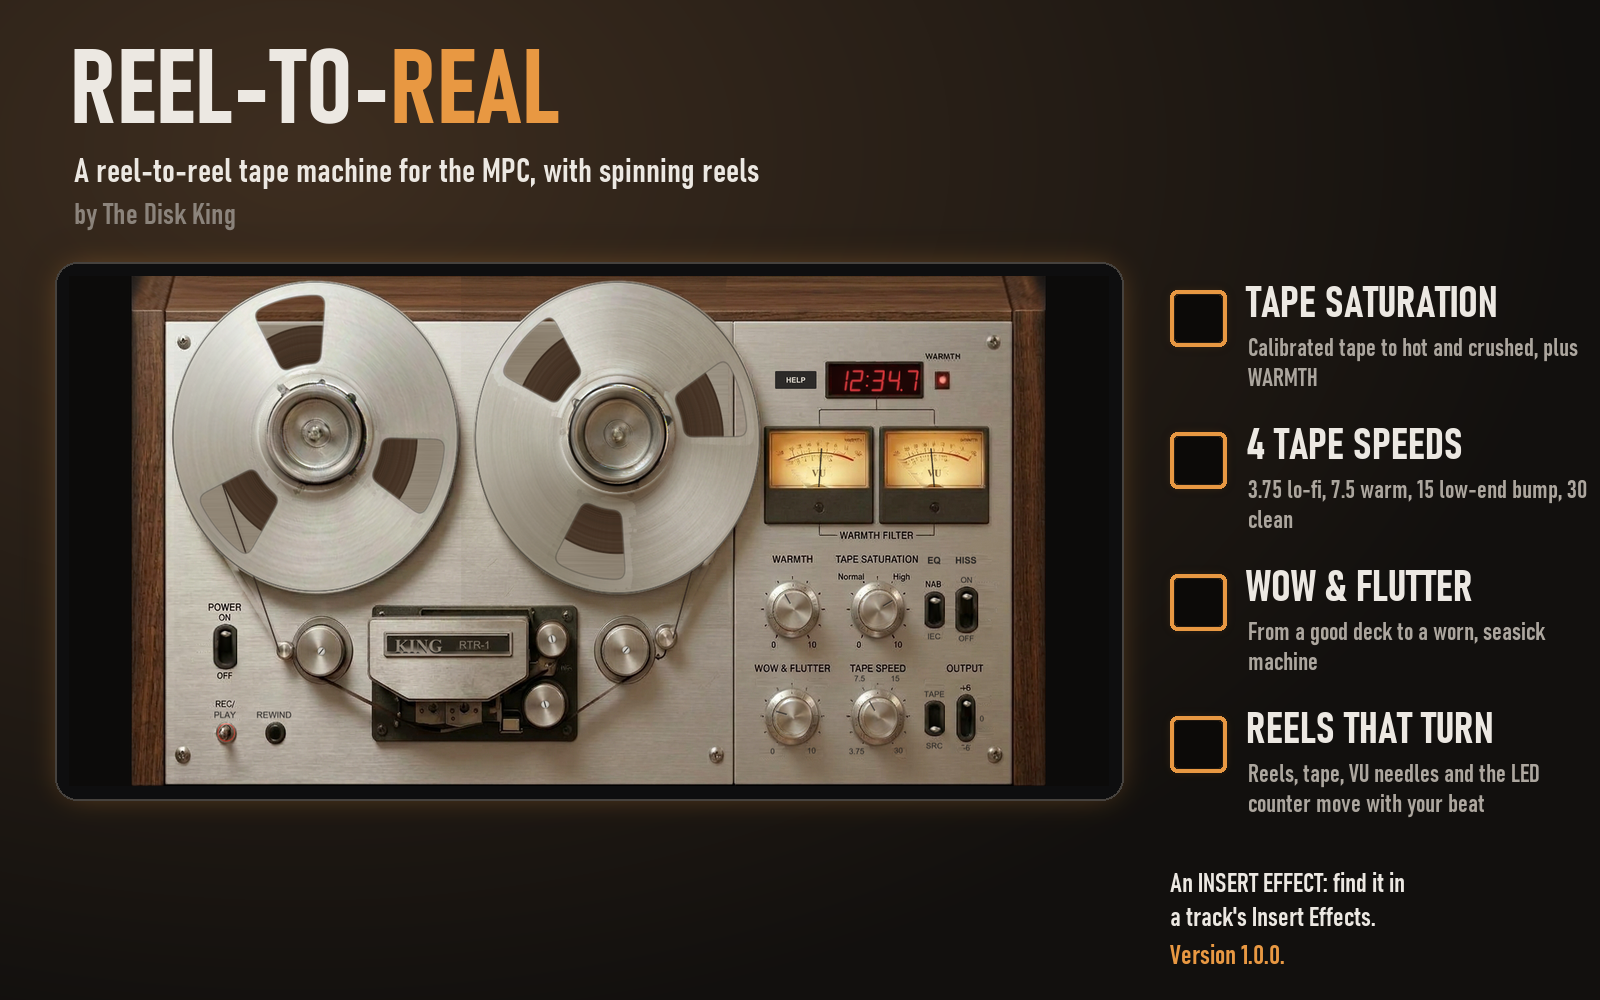 REEL-TO-REAL
A reel-to-reel tape machine for the MPC, with spinning reels
by The Disk King
WARMTH
HELP
12:34.7
VU
VU
WARMTH FILTER
WARMTH
TAPE SATURATION
EQ
HISS
Normal
High
NAB
ON
IEC
OFF
0
10
0
10
POWER
ON
OFF
KING
RTR-1
WOW & FLUTTER
TAPE SPEED
OUTPUT
7.5
15
TAPE
+6
0
SRC
-6
0
10
3.75
30
REC/
PLAY
REWIND
TAPE SATURATION
Calibrated tape to hot and crushed, plus
WARMTH
4 TAPE SPEEDS
3.75 lo-fi, 7.5 warm, 15 low-end bump, 30
clean
WOW & FLUTTER
From a good deck to a worn, seasick
machine
REELS THAT TURN
Reels, tape, VU needles and the LED
counter move with your beat
An INSERT EFFECT: find it in
a track's Insert Effects.
Version 1.0.0.